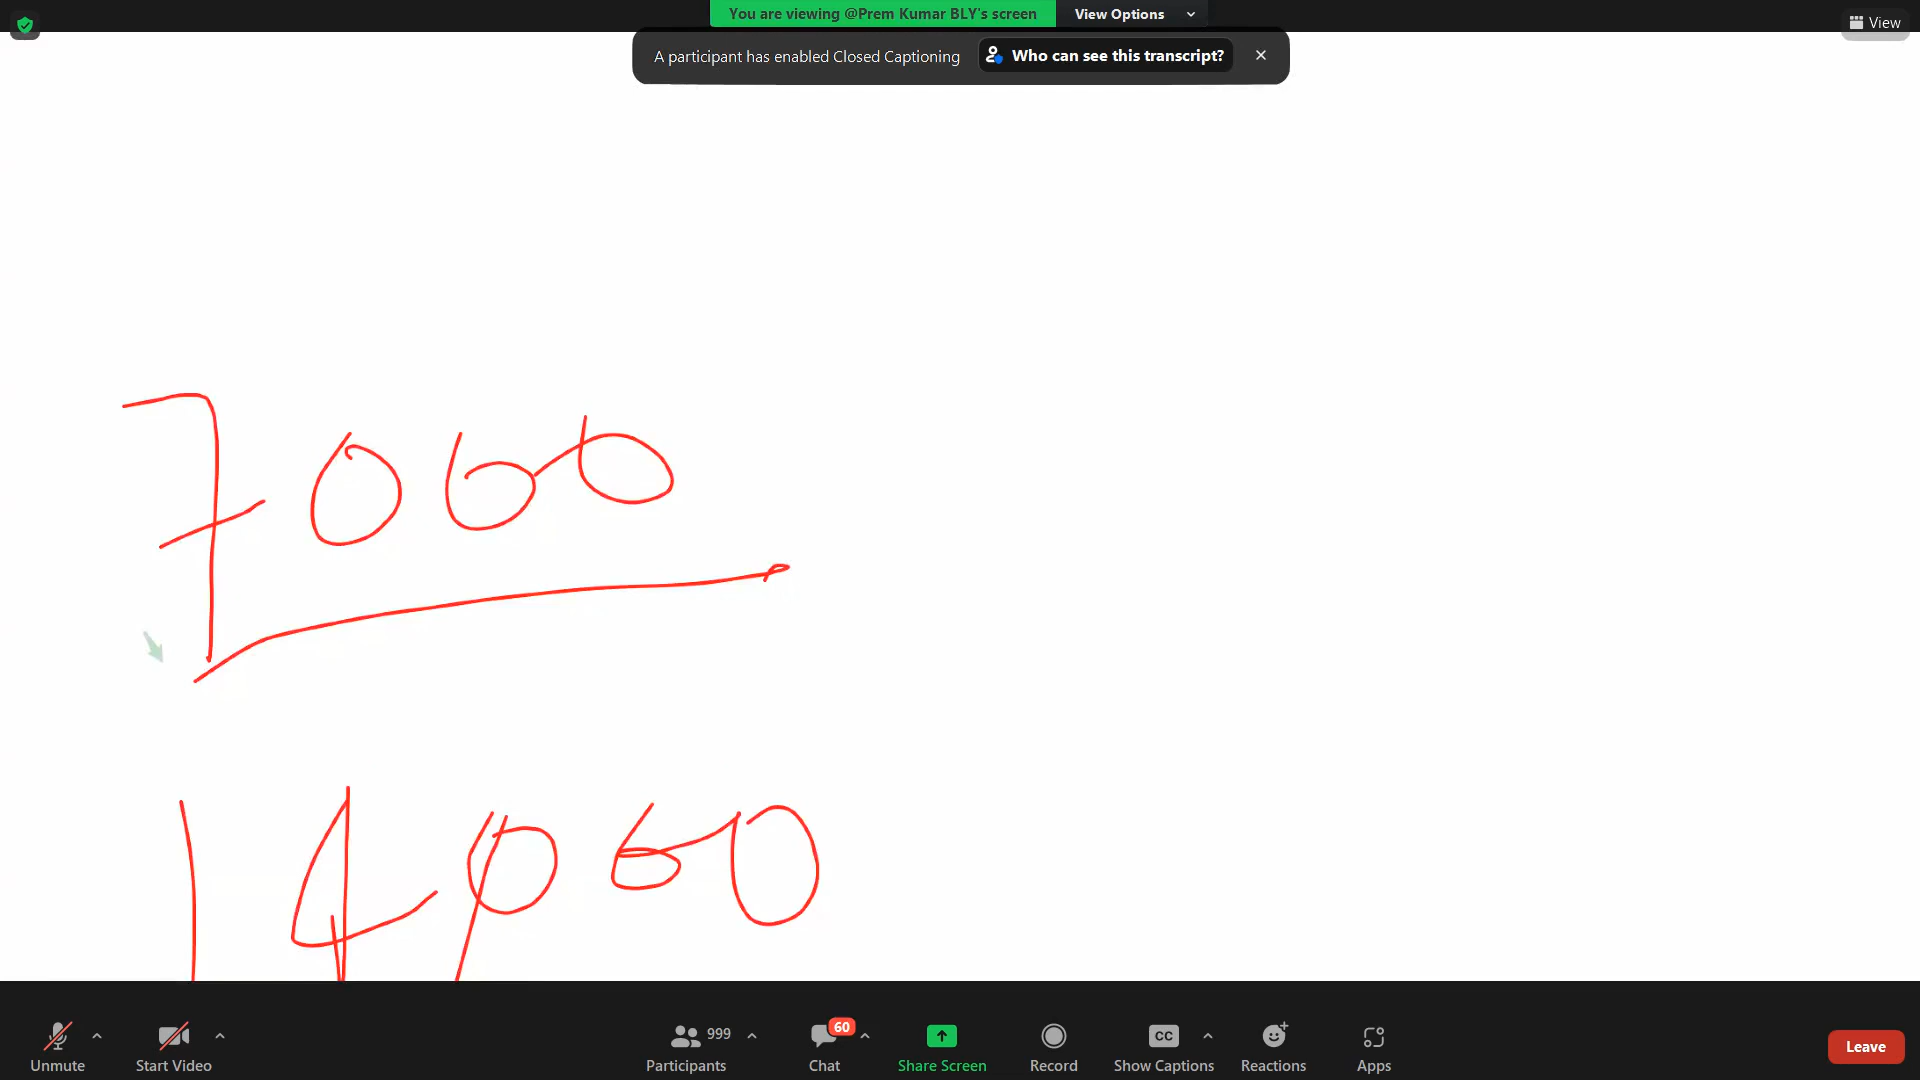 You are viewing @Prem Kumar BLY's screen View Options
View
A participant has enabled Closed Captioning Who can see this transcript?
7000
14000
999 60 CC
Unmute Start Video Participants Chat Share Screen Record Show Captions Reactions Apps Leave